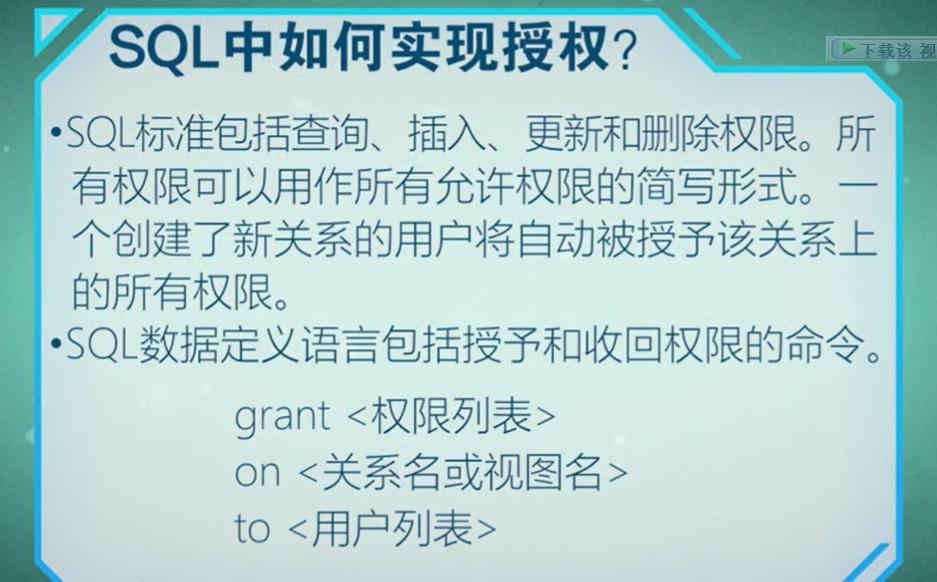 SQL中如何实现授权?
下载该 视
•SQL标准包括查询、插入、更新和删除权限。所
有权限可以用作所有允许权限的简写形式。一
个创建了新关系的用户将自动被授予该关系上
的所有权限。
•SQL数据定义语言包括授予和收回权限的命令。
grant <权限列表>
on <关系名或视图名>
to <用户列表>